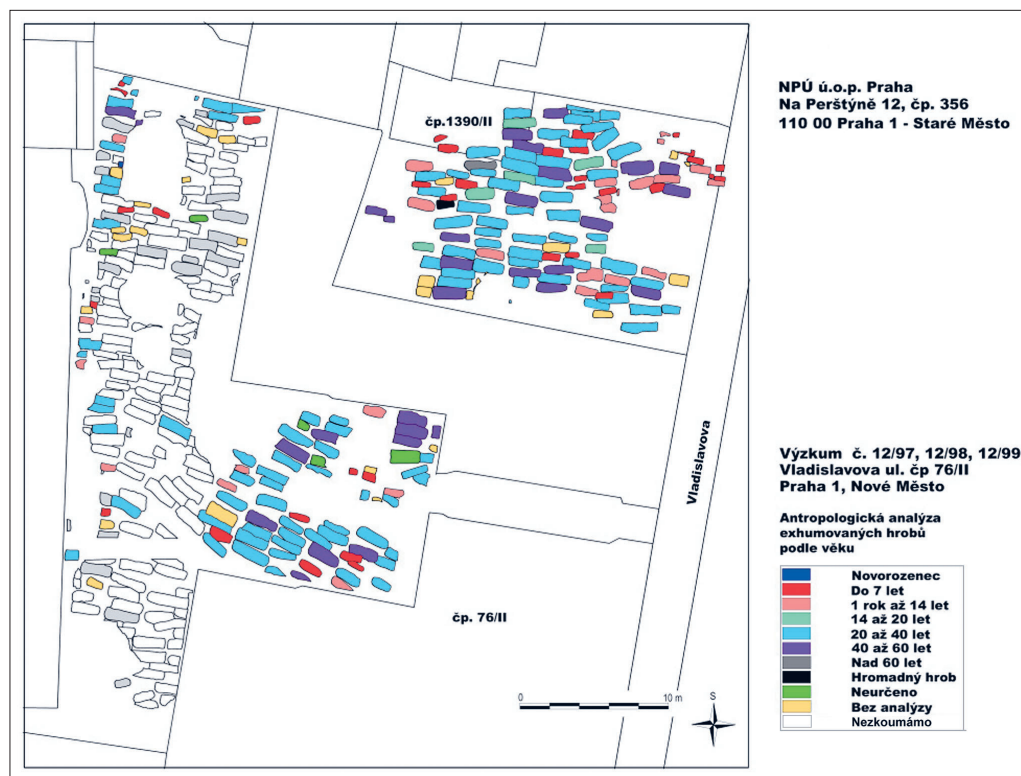 NPÚ ú.o.p. Praha
Na Perštýně 12, čp. 356
110 00 Praha 1 - Staré Město
čp.1390/II
Vladislavova
čp. 76/II
0
10 m
S
Výzkum č. 12/97, 12/98, 12/99
Vladislavova ul. čp 76/II
Praha 1, Nové Město
Antropologická analýza
exhumovaných hrobů
podle věku
Novorozenec
Do 7 let
1 rok až 14 let
14 až 20 let
20 až 40 let
40 až 60 let
Nad 60 let
Hromadný hrob
Neurčeno
Bez analýzy
Nezkoumámo